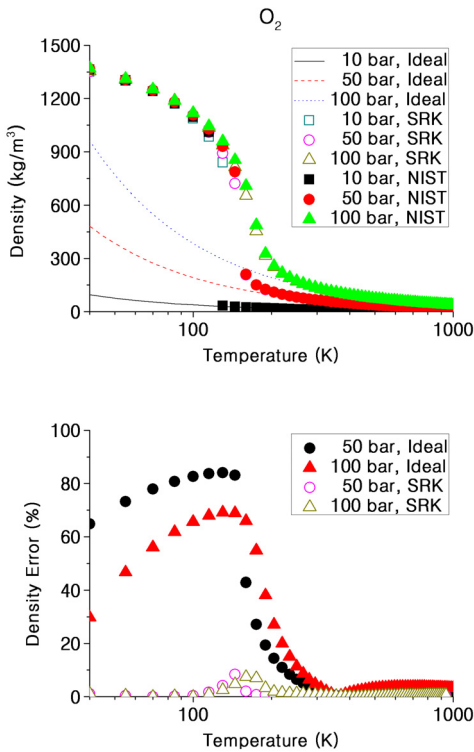 O2
1500
1200
900
600
300
0
Density (kg/m³)
10 bar, Ideal
50 bar, Ideal
100 bar, Ideal
10 bar, SRK
50 bar, SRK
100 bar, SRK
10 bar, NIST
50 bar, NIST
100 bar, NIST
100
1000
Temperature (K)
100
80
60
40
20
0
Density Error (%)
50 bar, Ideal
100 bar, Ideal
50 bar, SRK
100 bar, SRK
100
1000
Temperature (K)